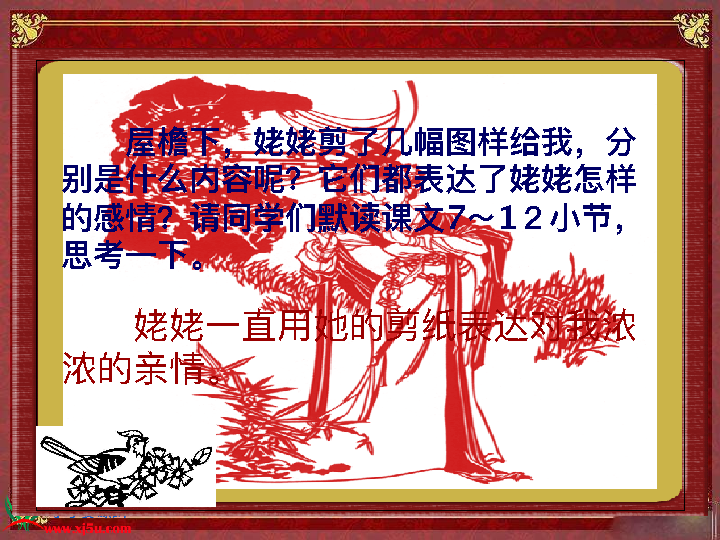 屋檐下，姥姥剪了几幅图样给我，分
别是什么内容呢？它们都表达了姥姥怎样
的感情？请同学们默读课文7～12小节，
思考一下。
姥姥一直用她的剪纸表达对我浓
浓的亲情。
www.xj5u.com